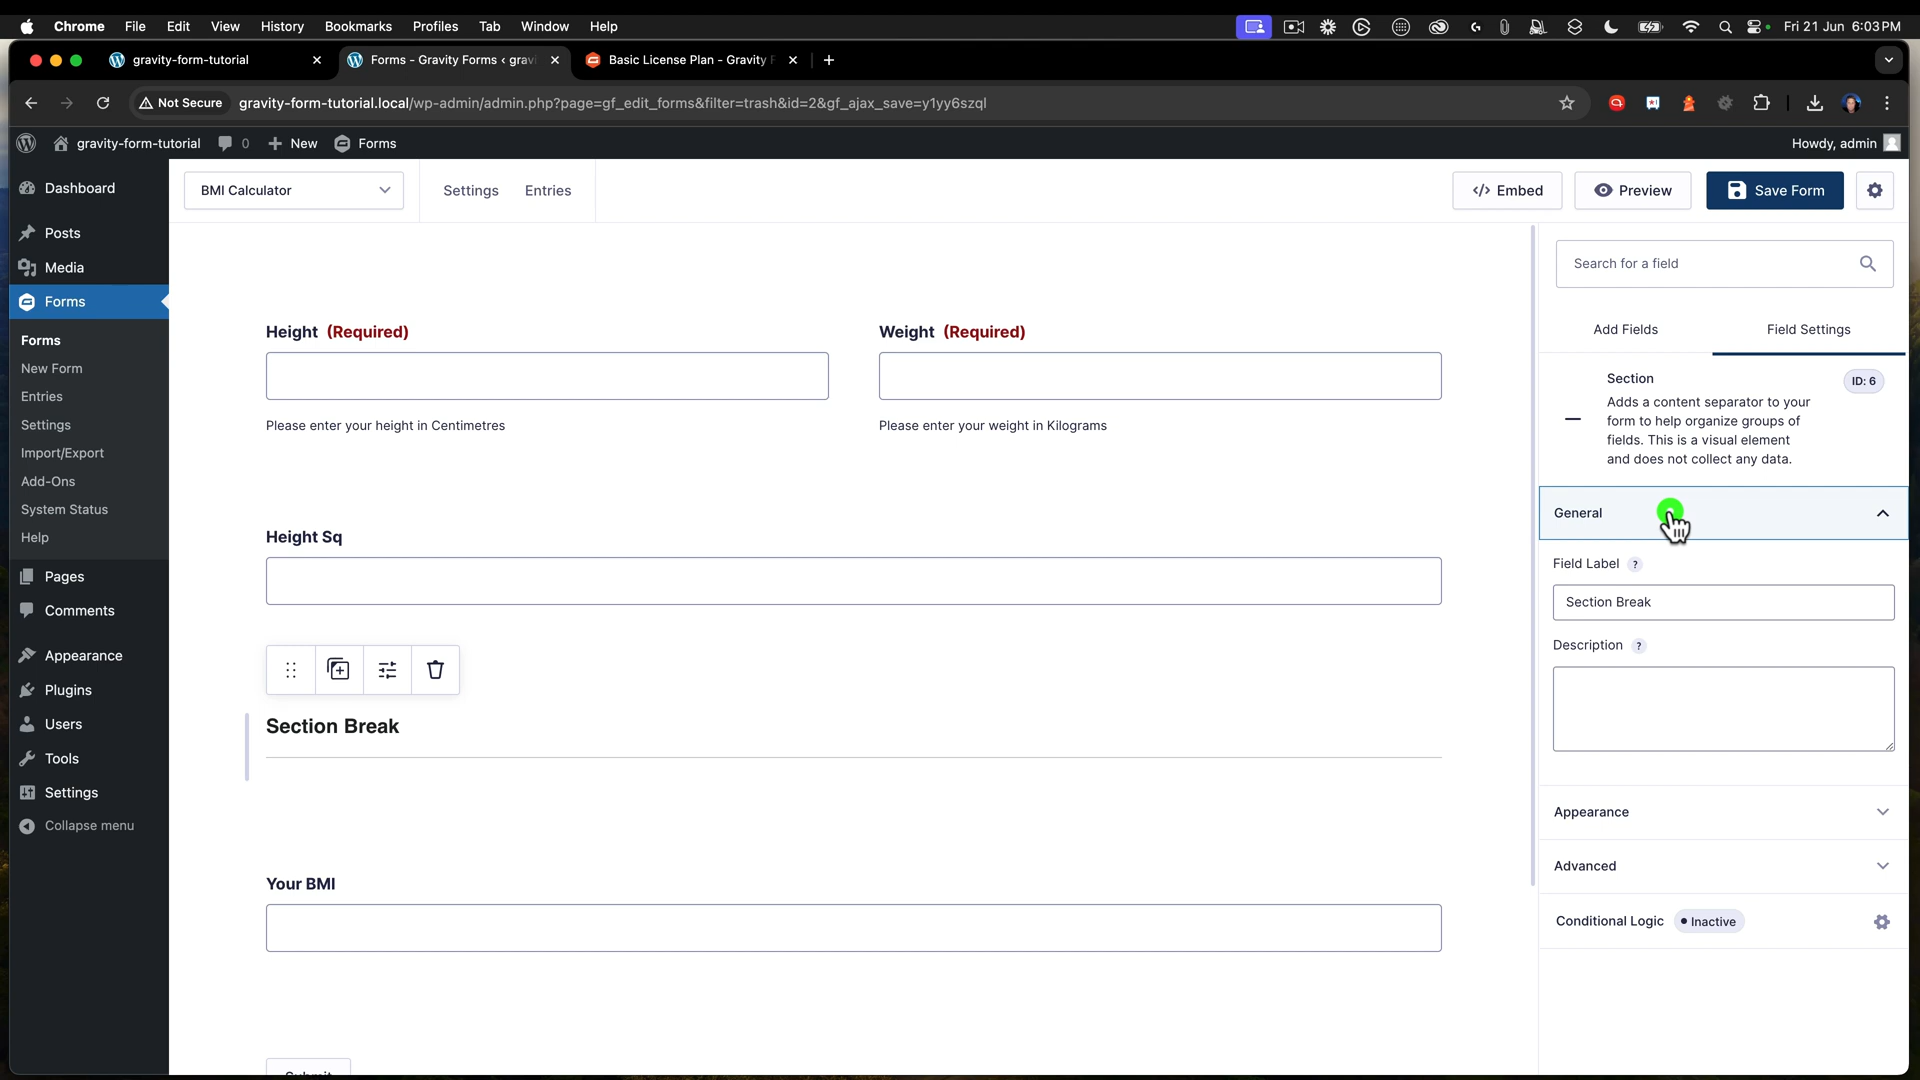 Chrome File Edit View History Bookmarks Profiles Tab Window Help Fri 21 Jun 6:03 PM
gravity-form-tutorial Forms - Gravity Forms ‹ gravi Basic License Plan - Gravity F
Not Secure gravity-form-tutorial.local/wp-admin/admin.php?page=gf_edit_forms&filter=trash&id=2&gf_ajax_save=y1yy6szql
gravity-form-tutorial 0 New Forms Howdy, admin
Dashboard
Posts
Media
Forms
Forms
New Form
Entries
Settings
Import/Export
Add-Ons
System Status
Help
Pages
Comments
Appearance
Plugins
Users
Tools
Settings
Collapse menu
BMI Calculator Settings Entries </> Embed Preview Save Form
Height (Required)
Please enter your height in Centimetres
Weight (Required)
Please enter your weight in Kilograms
Height Sq
Section Break
Your BMI
Submit
Search for a field
Add Fields Field Settings
Section ID: 6
Adds a content separator to your
form to help organize groups of
fields. This is a visual element
and does not collect any data.
General
Field Label ?
Section Break
Description ?
Appearance
Advanced
Conditional Logic • Inactive